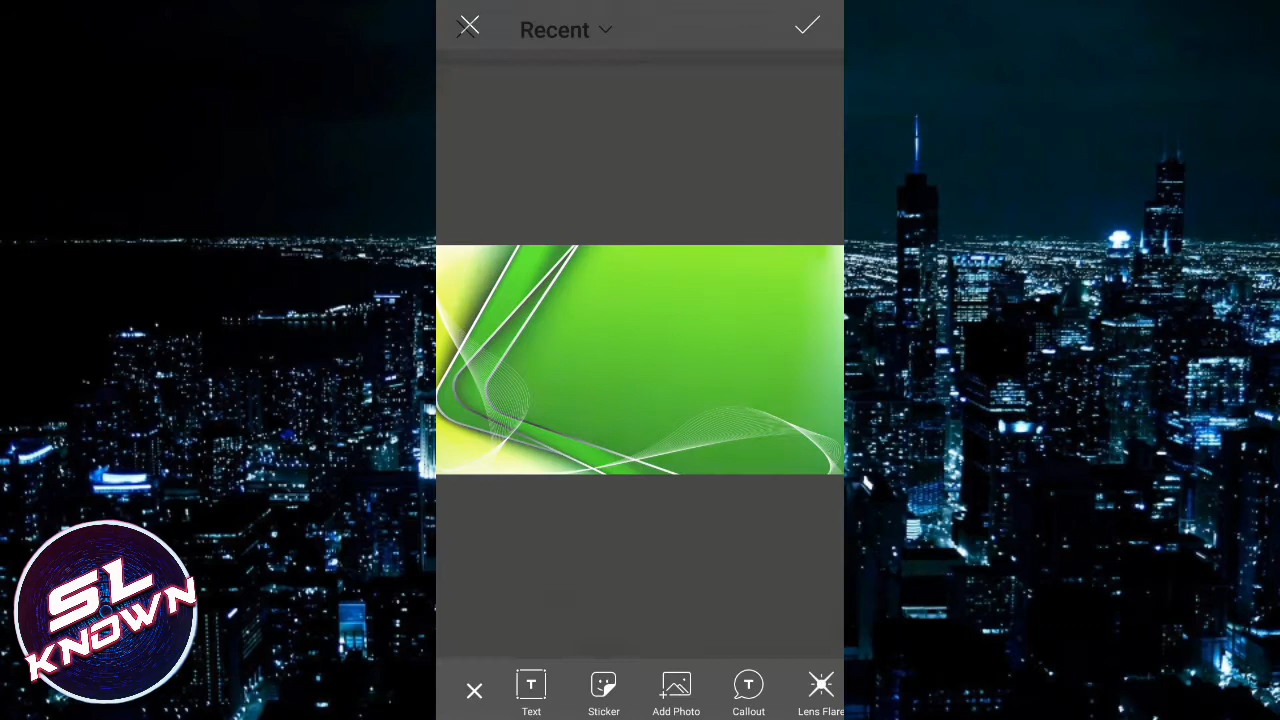 Recent
SL
KNOWN
Text
Sticker
Add Photo
Callout
Lens Flare